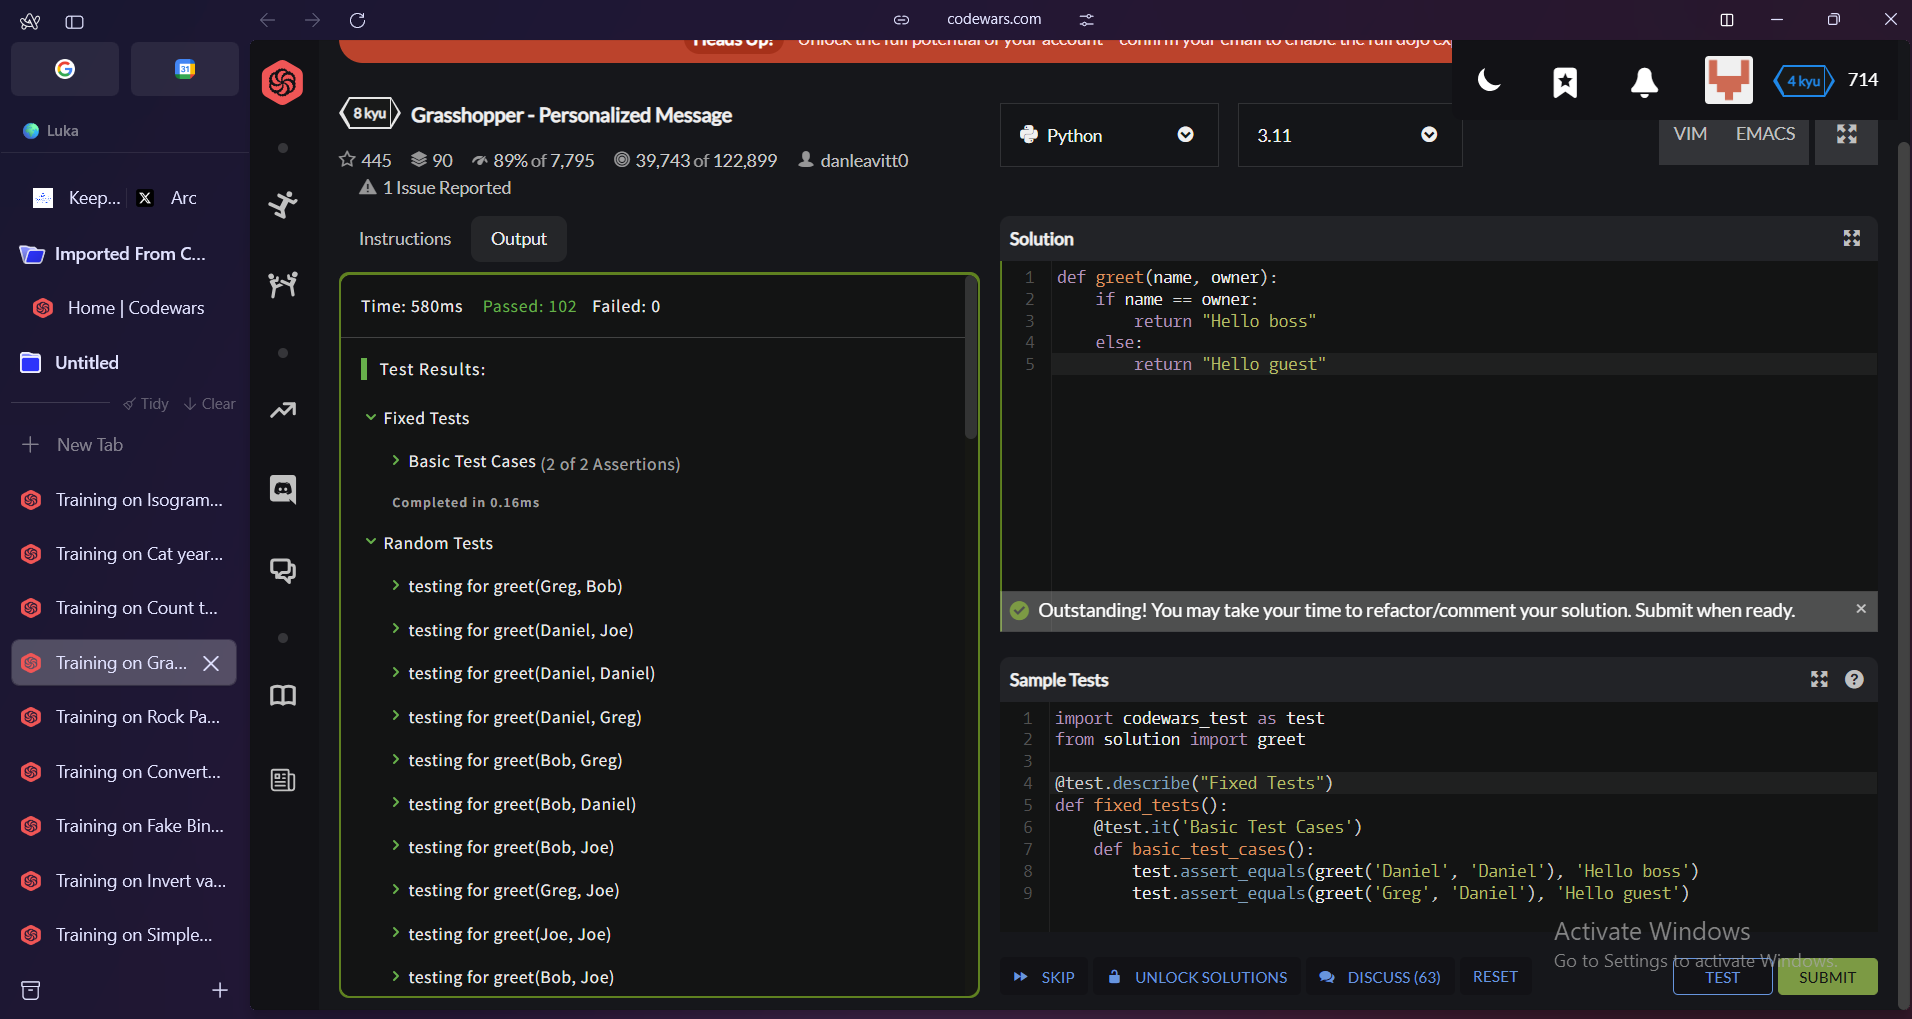 codewars.com
Heads Up! Unlock the full potential of your account - confirm your email to enable the full dojo ex
31
Luka
Keep... Arc
Imported From C...
Home | Codewars
Untitled
Tidy Clear
New Tab
Training on Isogram...
Training on Cat year...
Training on Count t...
Training on Gra...
Training on Rock Pa...
Training on Convert...
Training on Fake Bin...
Training on Invert va...
Training on Simple...
4 kyu 714
8 kyu Grasshopper - Personalized Message
445 90 89% of 7,795 39,743 of 122,899 danleavitt0
1 Issue Reported
Python 3.11 VIM EMACS
Instructions Output
Time: 580ms Passed: 102 Failed: 0
Test Results:
Fixed Tests
Basic Test Cases (2 of 2 Assertions)
Completed in 0.16ms
Random Tests
testing for greet(Greg, Bob)
testing for greet(Daniel, Joe)
testing for greet(Daniel, Daniel)
testing for greet(Daniel, Greg)
testing for greet(Bob, Greg)
testing for greet(Bob, Daniel)
testing for greet(Bob, Joe)
testing for greet(Greg, Joe)
testing for greet(Joe, Joe)
testing for greet(Bob, Joe)
Solution
1 def greet(name, owner):
2     if name == owner:
3         return "Hello boss"
4     else:
5         return "Hello guest"
Outstanding! You may take your time to refactor/comment your solution. Submit when ready.
Sample Tests
1 import codewars_test as test
2 from solution import greet
3
4 @test.describe("Fixed Tests")
5 def fixed_tests():
6     @test.it('Basic Test Cases')
7     def basic_test_cases():
8         test.assert_equals(greet('Daniel', 'Daniel'), 'Hello boss')
9         test.assert_equals(greet('Greg', 'Daniel'), 'Hello guest')
Activate Windows
Go to Settings to activate Windows.
SKIP UNLOCK SOLUTIONS DISCUSS (63) RESET TEST SUBMIT